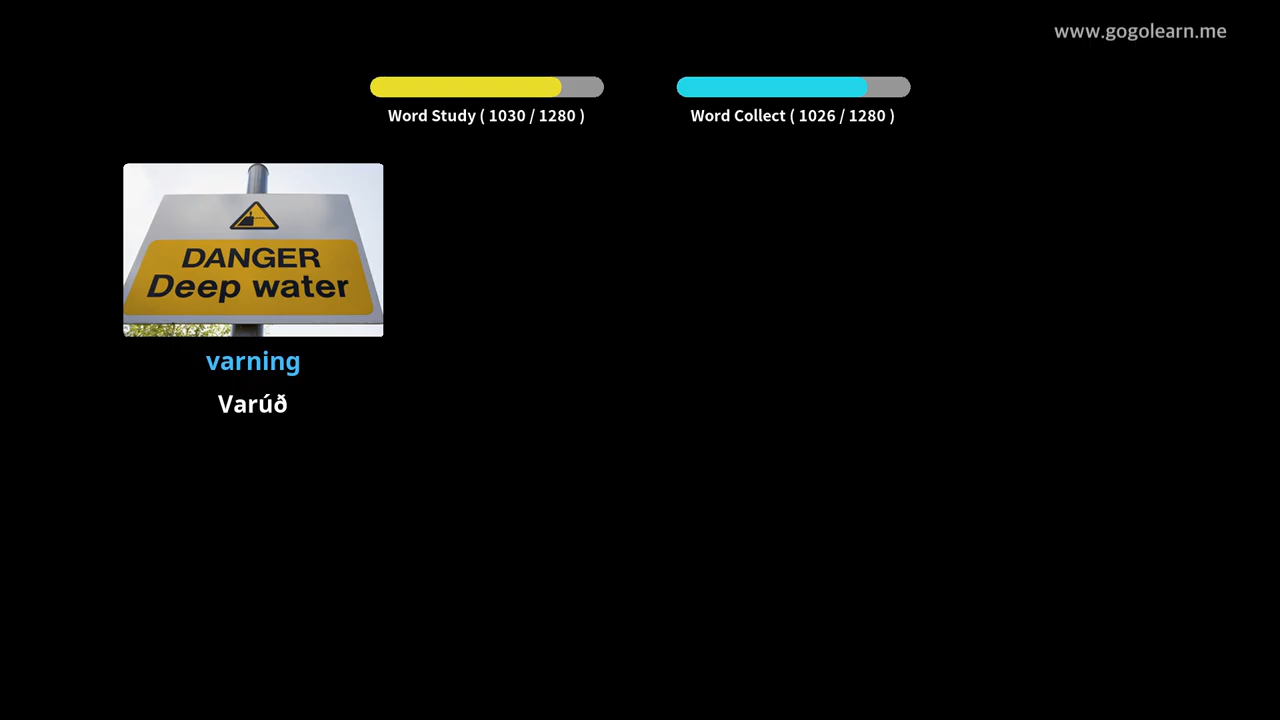 www.gogolearn.me
Word Study ( 1030 / 1280 )
Word Collect ( 1026 / 1280 )
DANGER
Deep water
varning
Varúð